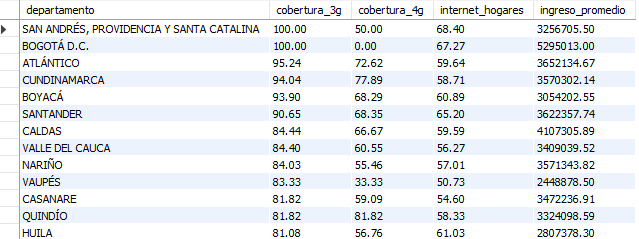 departamento cobertura_3g cobertura_4g internet_hogares ingreso_promedio
SAN ANDRÉS, PROVIDENCIA Y SANTA CATALINA 100.00 50.00 68.40 3256705.50
BOGOTÁ D.C. 100.00 0.00 67.27 5295013.00
ATLÁNTICO 95.24 72.62 59.64 3652134.67
CUNDINAMARCA 94.04 77.89 58.71 3570302.14
BOYACÁ 93.90 68.29 60.89 3054202.55
SANTANDER 90.65 68.35 65.20 3622357.74
CALDAS 84.44 66.67 59.59 4107305.89
VALLE DEL CAUCA 84.40 60.55 56.27 3409039.52
NARIÑO 84.03 55.46 57.01 3571343.82
VAUPÉS 83.33 33.33 50.73 2448878.50
CASANARE 81.82 59.09 54.60 3472236.91
QUINDÍO 81.82 81.82 58.33 3324098.59
HUILA 81.08 56.76 61.03 2807378.30